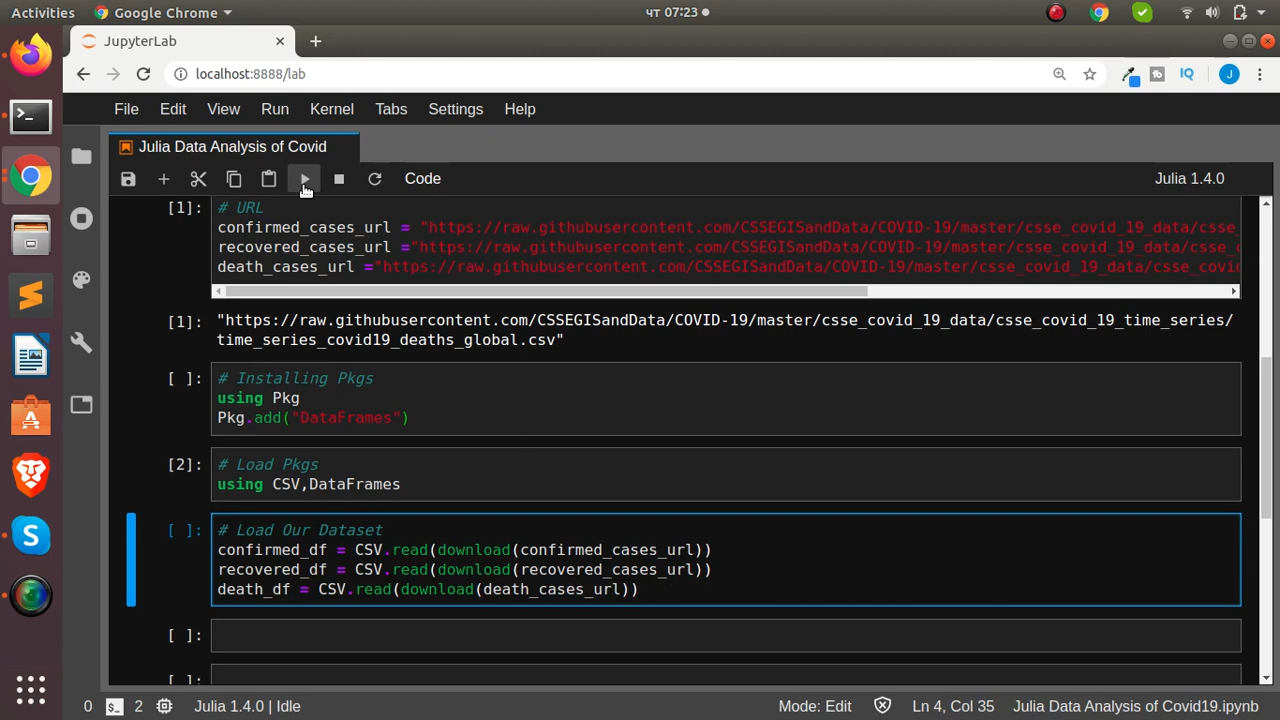 Activities
Google Chrome
чт 07:23
JupyterLab
localhost:8888/lab
IQ
J
File
Edit
View
Run
Kernel
Tabs
Settings
Help
Julia Data Analysis of Covid
Code
Julia 1.4.0
[1]:
# URL
confirmed_cases_url = "https://raw.githubusercontent.com/CSSEGISandData/COVID-19/master/csse_covid_19_data/csse
recovered_cases_url ="https://raw.githubusercontent.com/CSSEGISandData/COVID-19/master/csse_covid_19_data/csse_c
death_cases_url ="https://raw.githubusercontent.com/CSSEGISandData/COVID-19/master/csse_covid_19_data/csse_covid
[1]:
"https://raw.githubusercontent.com/CSSEGISandData/COVID-19/master/csse_covid_19_data/csse_covid_19_time_series/
time_series_covid19_deaths_global.csv"
[ ]:
# Installing Pkgs
using Pkg
Pkg.add("DataFrames")
[2]:
# Load Pkgs
using CSV,DataFrames
[ ]:
# Load Our Dataset
confirmed_df = CSV.read(download(confirmed_cases_url))
recovered_df = CSV.read(download(recovered_cases_url))
death_df = CSV.read(download(death_cases_url))
[ ]:
[ ]:
0
2
Julia 1.4.0 | Idle
Mode: Edit
Ln 4, Col 35
Julia Data Analysis of Covid19.ipynb